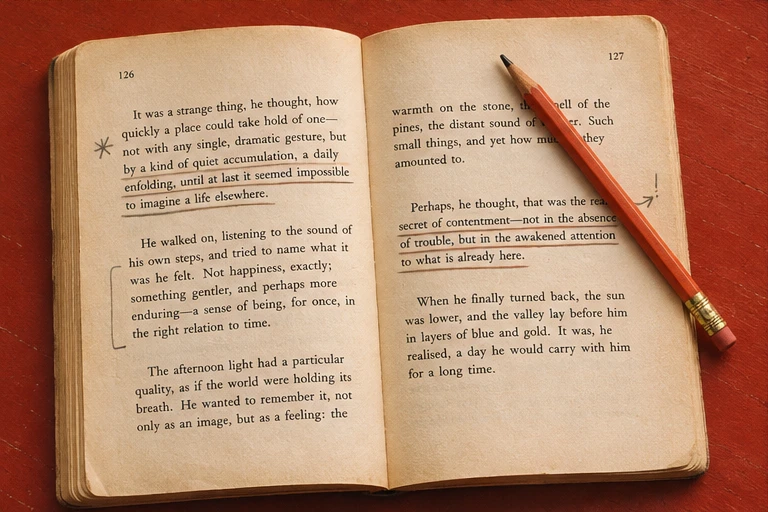 126
It was a strange thing, he thought, how
quickly a place could take hold of one—
not with any single, dramatic gesture, but
by a kind of quiet accumulation, a daily
enfolding, until at last it seemed impossible
to imagine a life elsewhere.
He walked on, listening to the sound of
his own steps, and tried to name what it
was he felt. Not happiness, exactly;
something gentler, and perhaps more
enduring—a sense of being, for once, in
the right relation to time.
The afternoon light had a particular
quality, as if the world were holding its
breath. He wanted to remember it, not
only as an image, but as a feeling: the
127
warmth on the stone, of the
pines, the distant sound of Such
small things, and yet how they
amounted to.
Perhaps, he thought, that was the
secret of contentment—not in the absence
of trouble, but in the awakened attention
to what is already here.
When he finally turned back, the sun
was lower, and the valley lay before him
in layers of blue and gold. It was, he
realised, a day he would carry with him
for a long time.